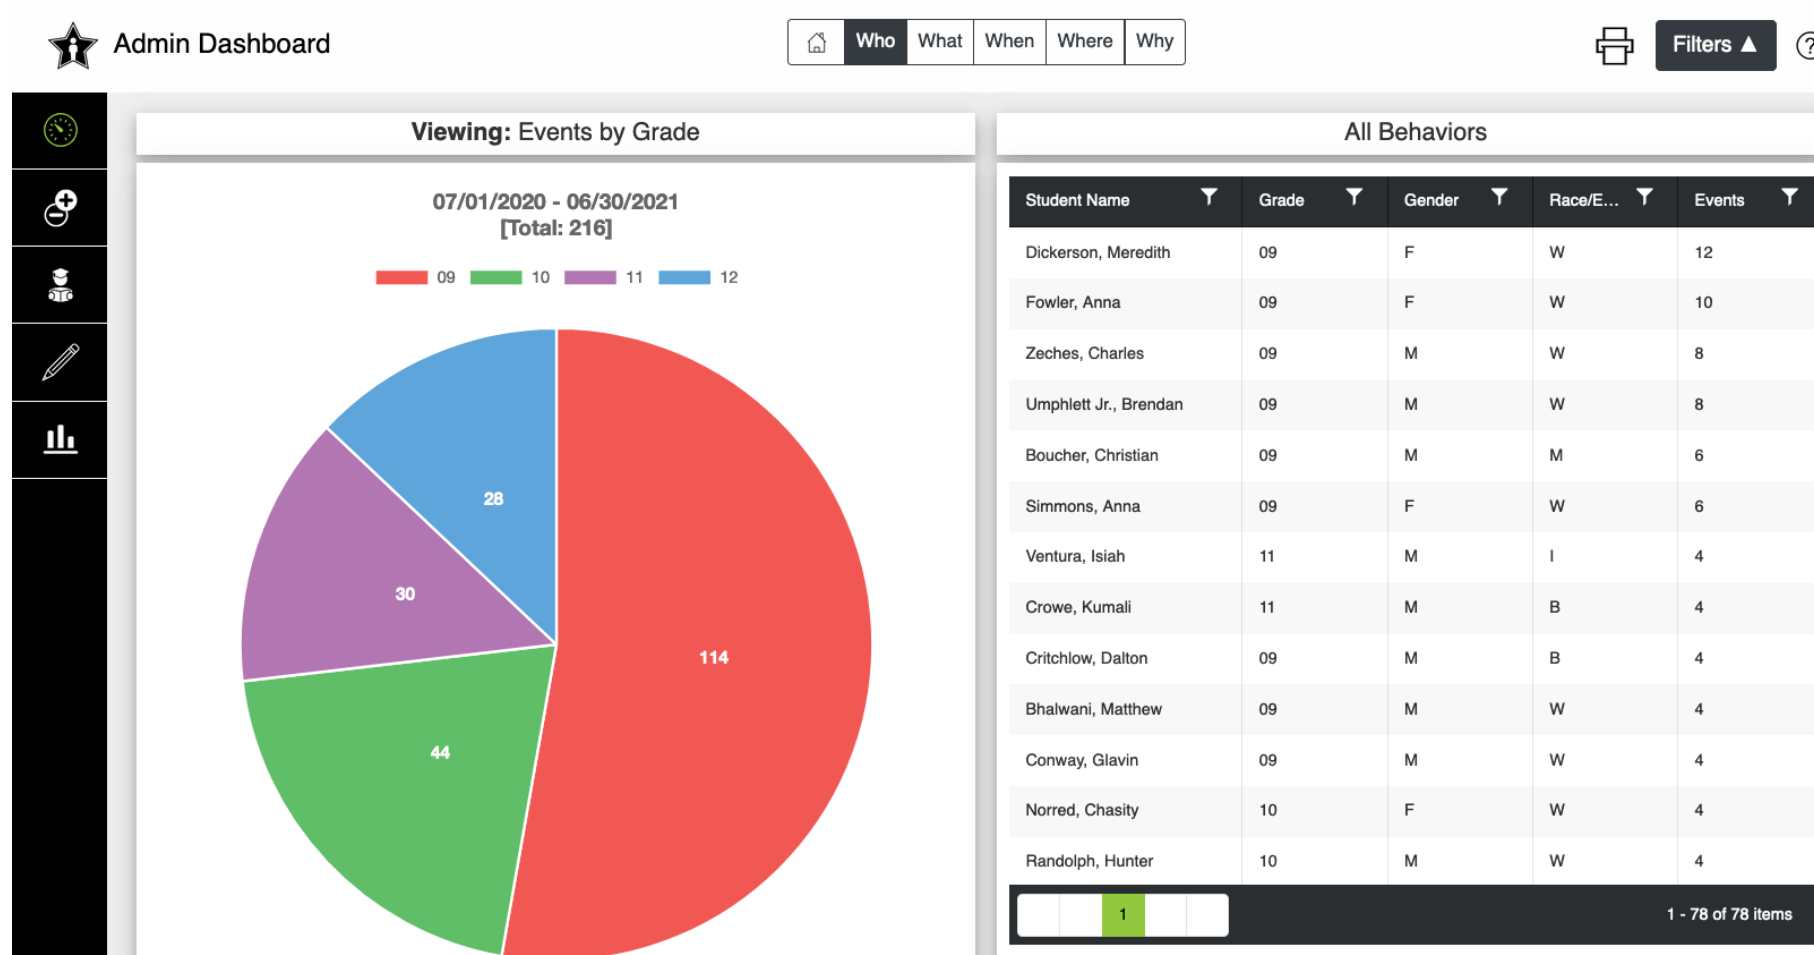 Admin Dashboard
Who What When Where Why
Filters ▲
?
Viewing: Events by Grade
07/01/2020 - 06/30/2021
[Total: 216]
09 10 11 12
28
30
114
44
All Behaviors
Student Name Grade Gender Race/E... Events
Dickerson, Meredith 09 F W 12
Fowler, Anna 09 F W 10
Zeches, Charles 09 M W 8
Umphlett Jr., Brendan 09 M W 8
Boucher, Christian 09 M M 6
Simmons, Anna 09 F W 6
Ventura, Isiah 11 M I 4
Crowe, Kumali 11 M B 4
Critchlow, Dalton 09 M B 4
Bhalwani, Matthew 09 M W 4
Conway, Glavin 09 M W 4
Norred, Chasity 10 F W 4
Randolph, Hunter 10 M W 4
1
1 - 78 of 78 items